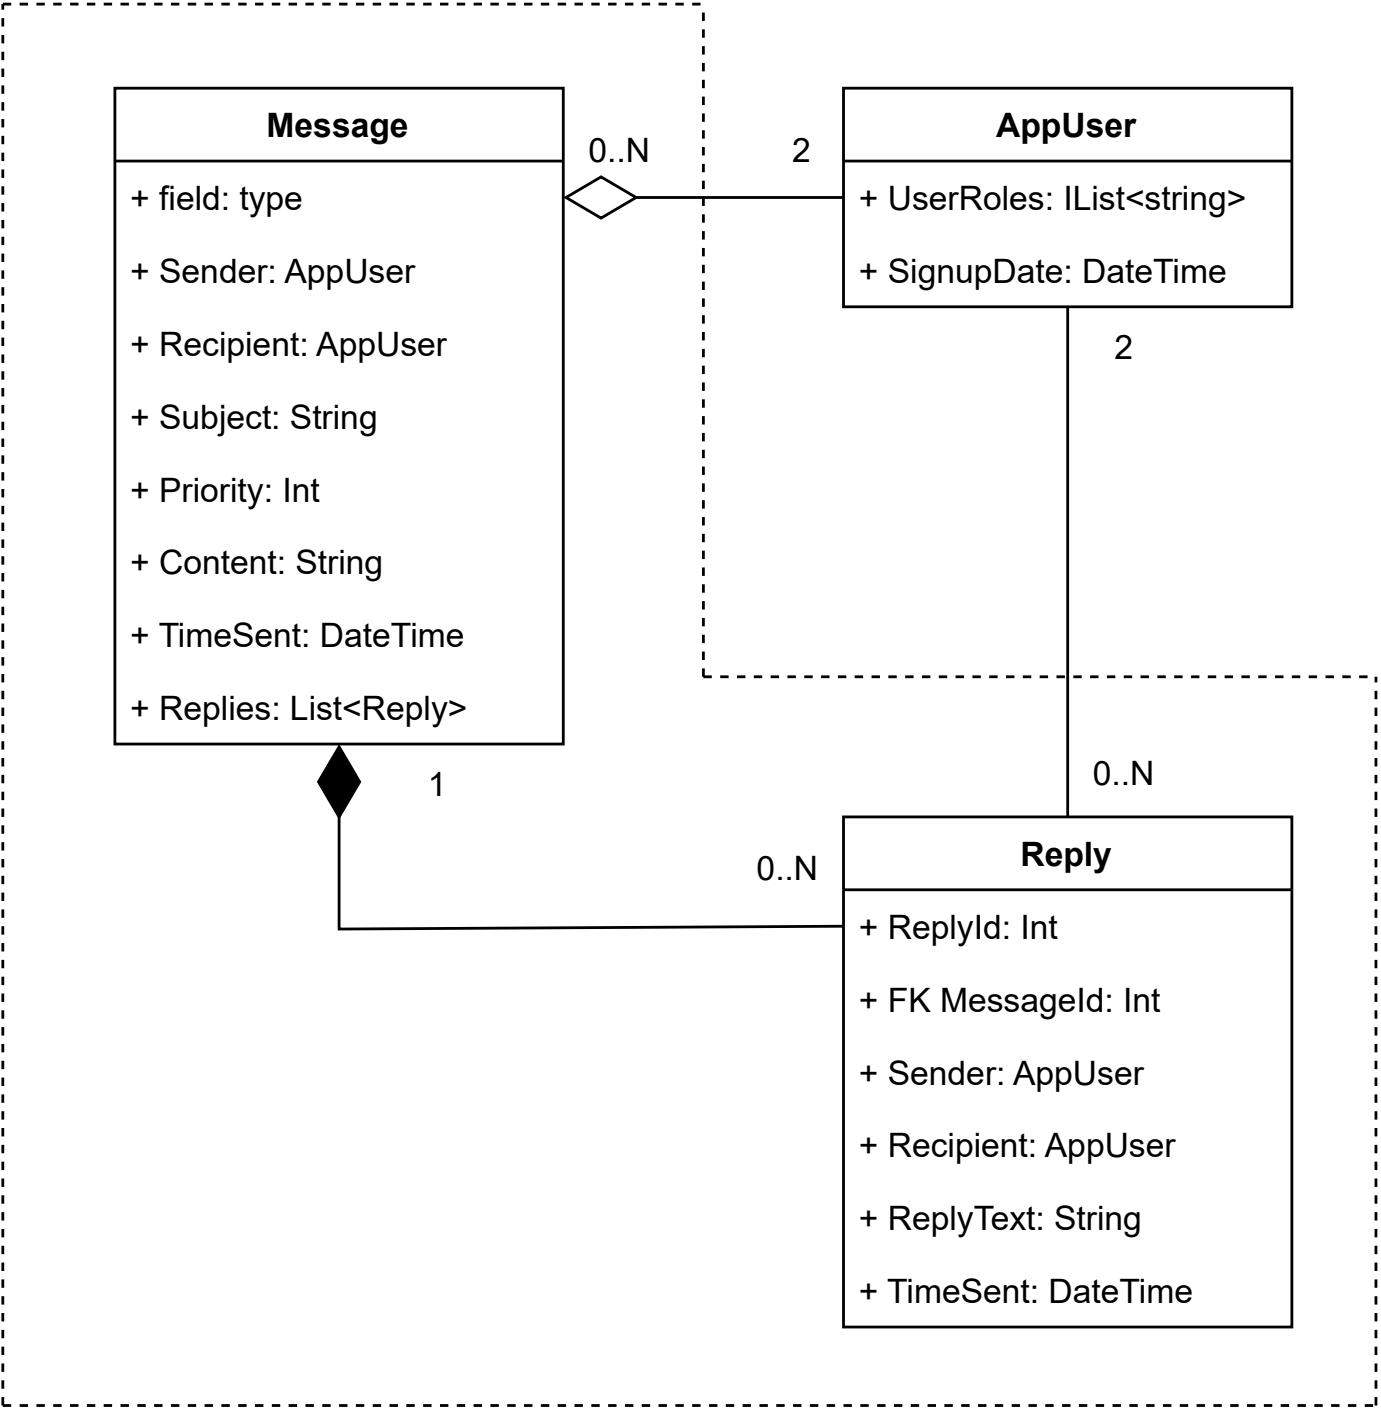 Message
+ field: type
+ Sender: AppUser
+ Recipient: AppUser
+ Subject: String
+ Priority: Int
+ Content: String
+ TimeSent: DateTime
+ Replies: List<Reply>
0..N
2
AppUser
+ UserRoles: IList<string>
+ SignupDate: DateTime
2
0..N
1
0..N
Reply
+ ReplyId: Int
+ FK MessageId: Int
+ Sender: AppUser
+ Recipient: AppUser
+ ReplyText: String
+ TimeSent: DateTime